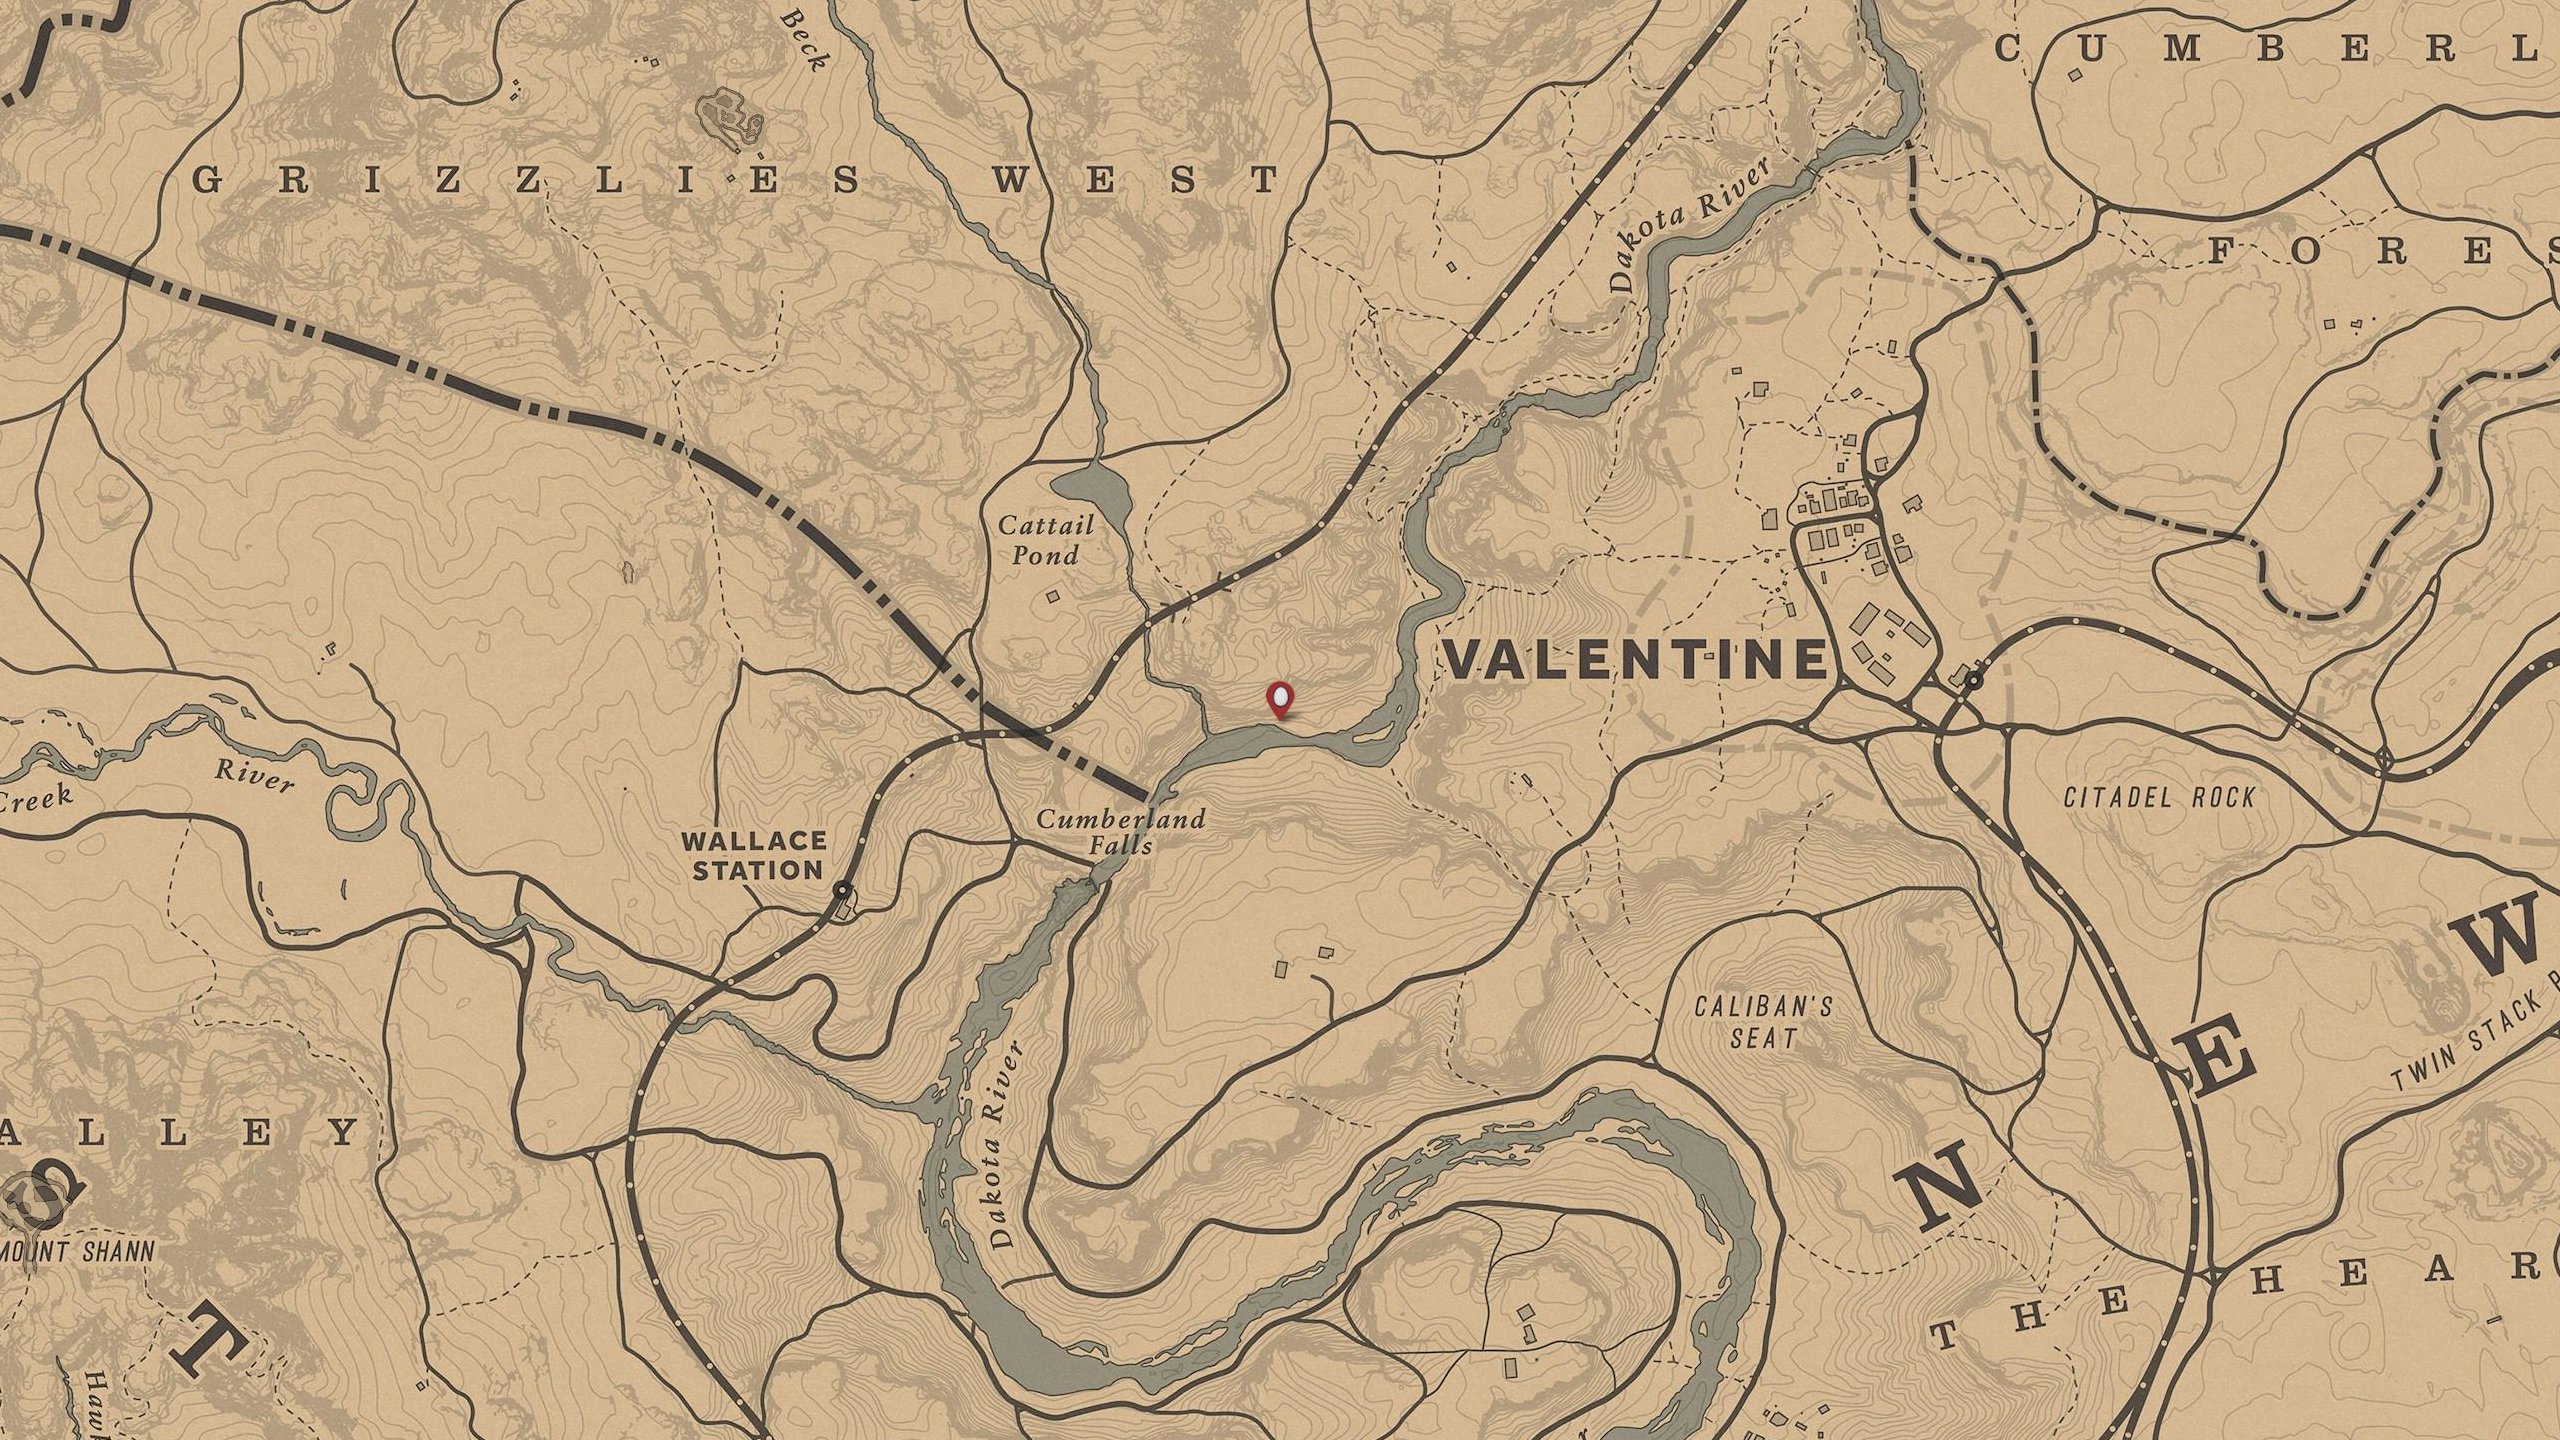 Beck
CUMBERL
GRIZZLIES WEST
Dakota River
FORES
Cattail
Pond
VALENTINE
River
Creek
CITADEL ROCK
Cumberland
Falls
WALLACE
STATION
W
CALIBAN'S
SEAT
TWIN STACK P
E
Dakota River
ALLEY
N
MOUNT SHANN
THE HEAR
T
Hawk